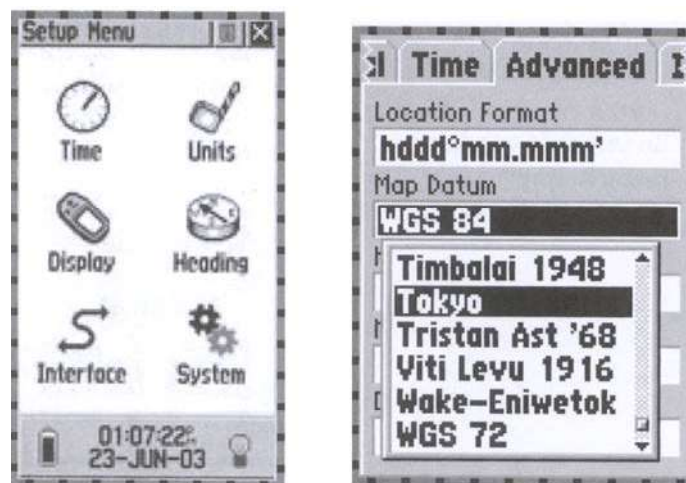 Setup Menu
Time Units
Display Heading
Interface System
01:07:22
23-JUN-03
Time Advanced
Location Format
hddd°mm.mmm'
Map Datum
WGS 84
Timbalai 1948
Tokyo
Tristan Ast '68
Viti Levu 1916
Wake-Eniwetok
WGS 72